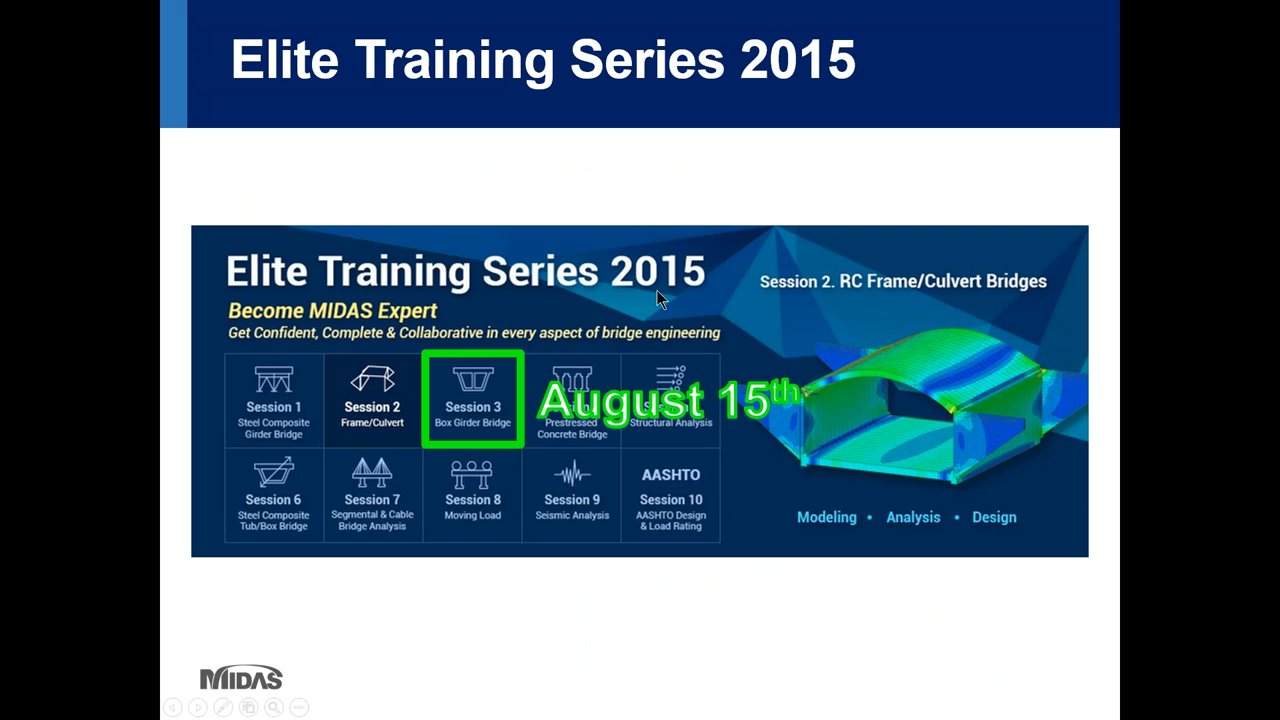 Elite Training Series 2015
Elite Training Series 2015
Become MIDAS Expert
Get Confident, Complete & Collaborative in every aspect of bridge engineering
Session 2. RC Frame/Culvert Bridges
Session 1
Steel Composite
Girder Bridge
Session 2
Frame/Culvert
Session 3
Box Girder Bridge
August 15th
Prestressed
Concrete Bridge
Structural Analysis
Session 6
Steel Composite
Tub/Box Bridge
Session 7
Segmental & Cable
Bridge Analysis
Session 8
Moving Load
Session 9
Seismic Analysis
AASHTO
Session 10
AASHTO Design
& Load Rating
Modeling • Analysis • Design
MIDAS